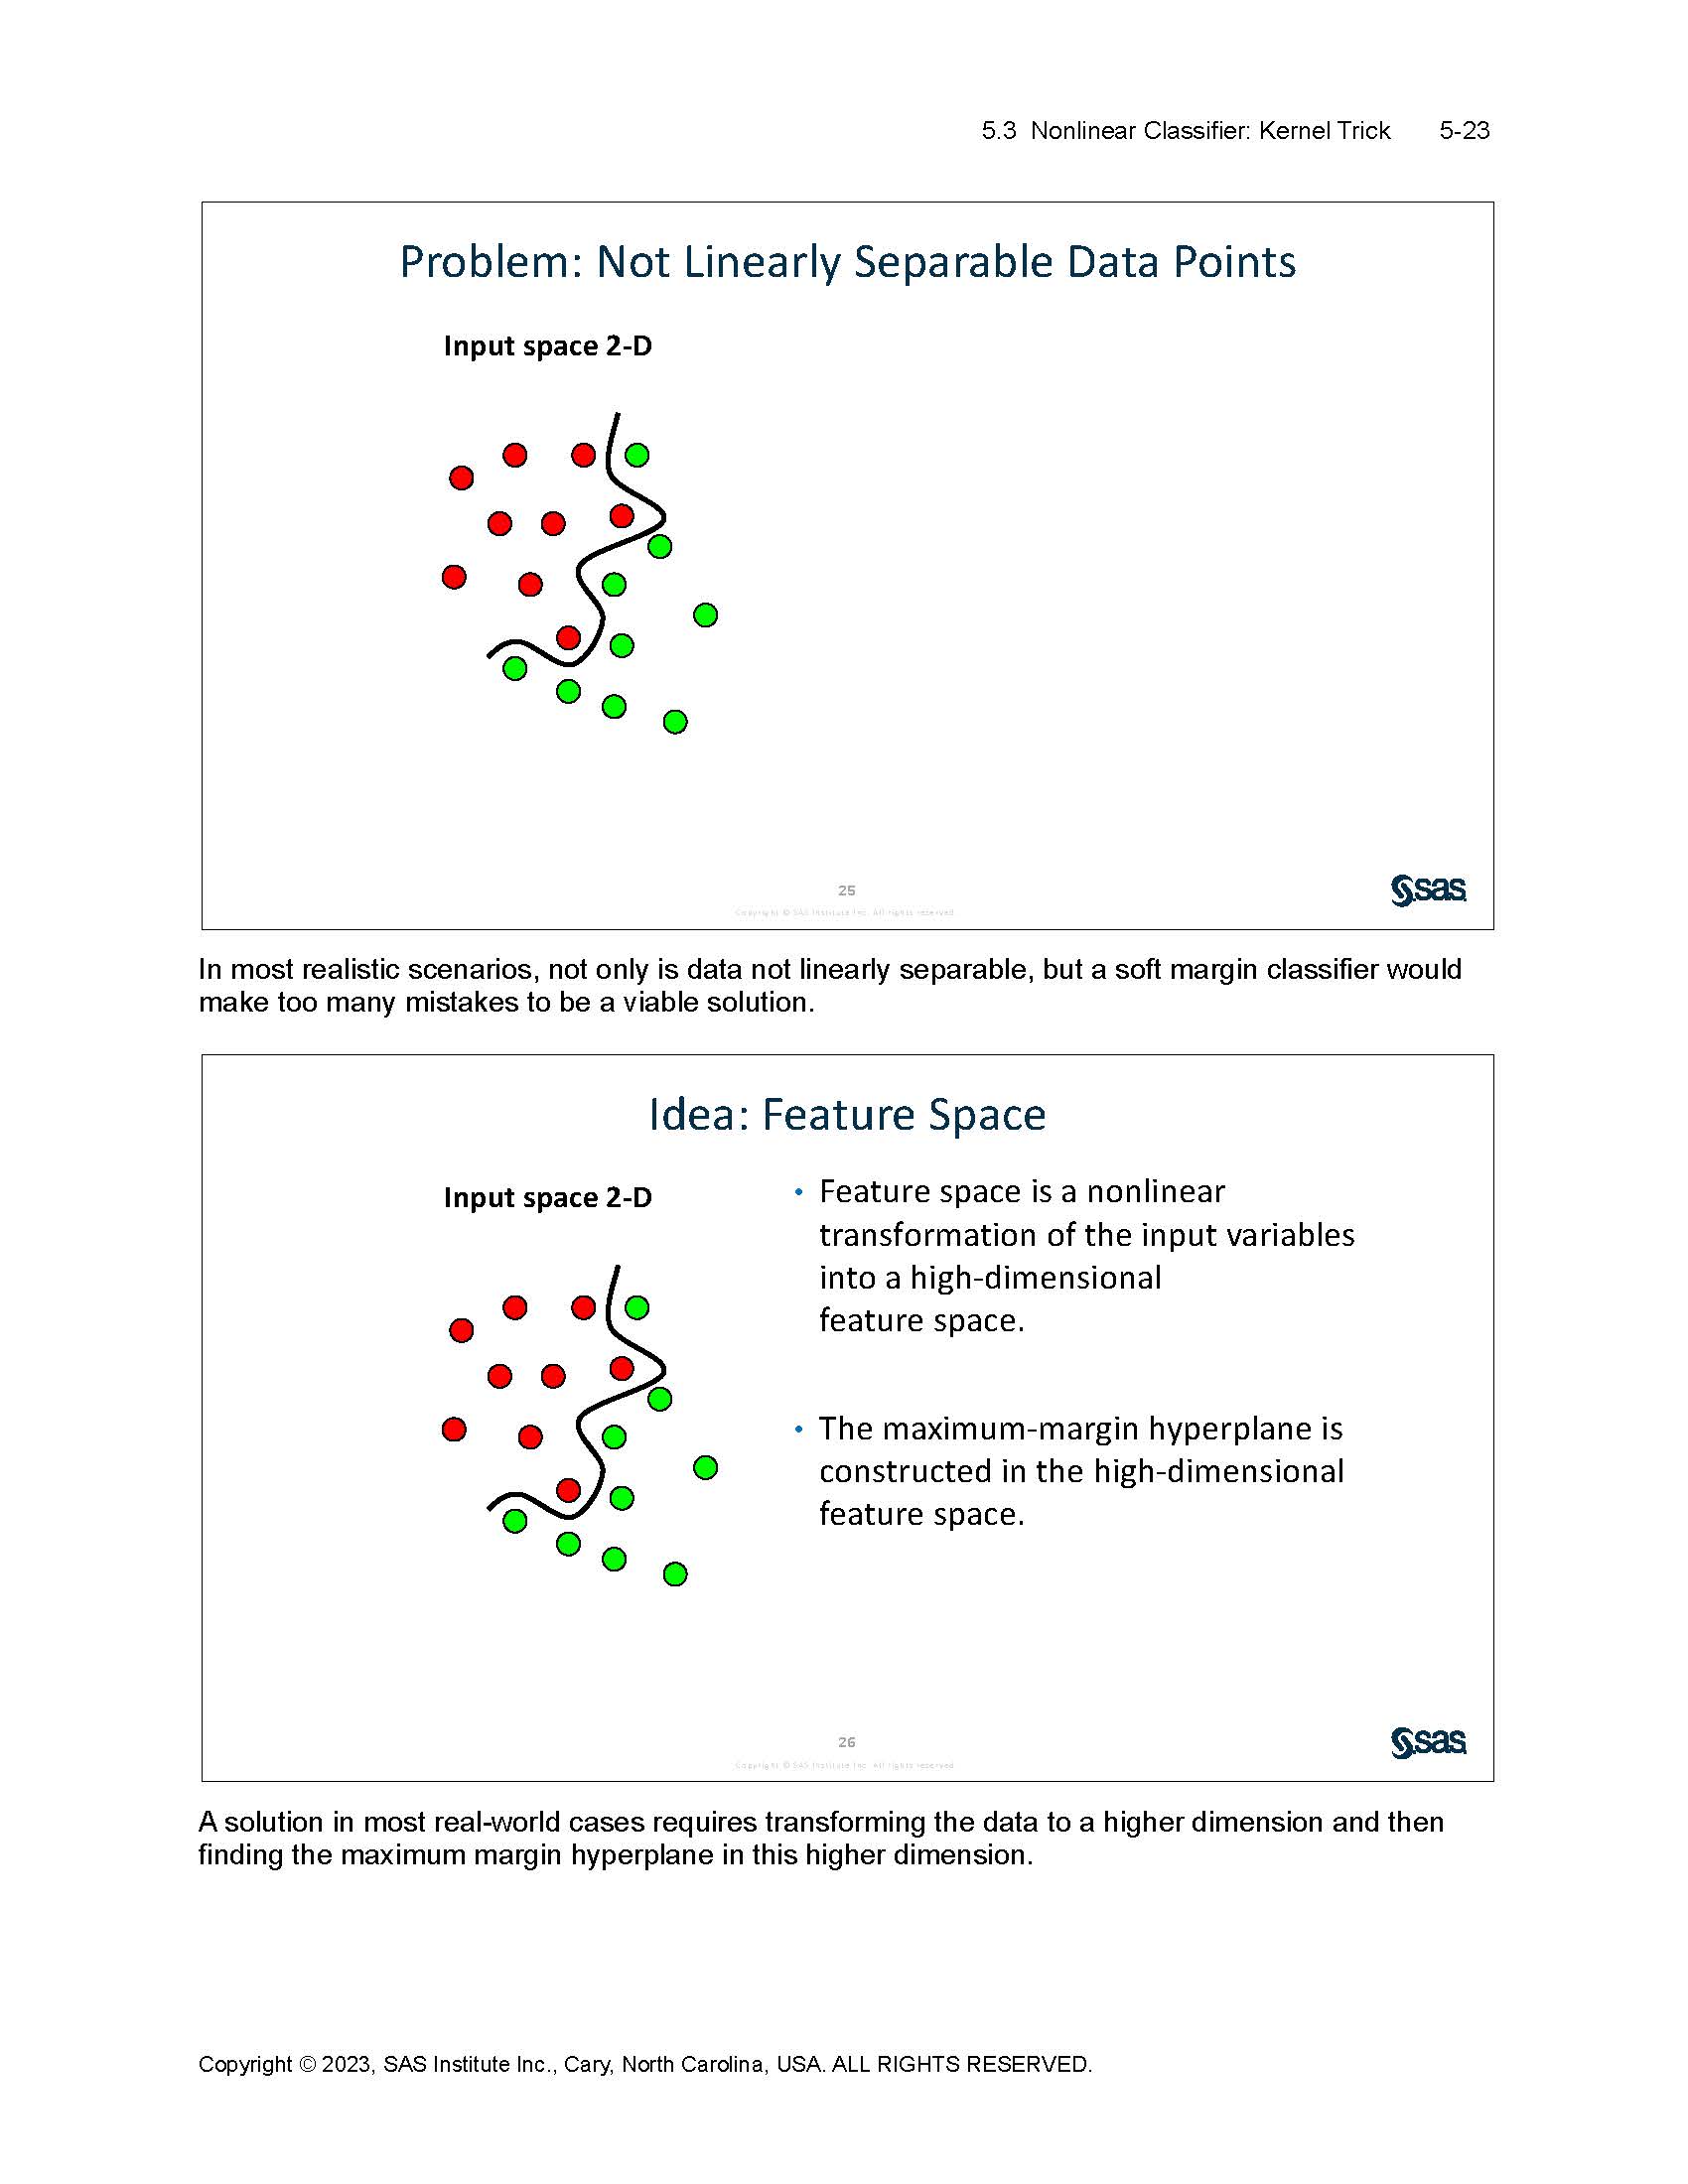 5.3 Nonlinear Classifier: Kernel Trick 5-23
Problem: Not Linearly Separable Data Points
Input space 2-D
25
Copyright © SAS Institute Inc. All rights reserved.
sas
In most realistic scenarios, not only is data not linearly separable, but a soft margin classifier would
make too many mistakes to be a viable solution.
Idea: Feature Space
Input space 2-D
• Feature space is a nonlinear
transformation of the input variables
into a high-dimensional
feature space.
• The maximum-margin hyperplane is
constructed in the high-dimensional
feature space.
26
Copyright © SAS Institute Inc. All rights reserved.
sas
A solution in most real-world cases requires transforming the data to a higher dimension and then
finding the maximum margin hyperplane in this higher dimension.
Copyright © 2023, SAS Institute Inc., Cary, North Carolina, USA. ALL RIGHTS RESERVED.